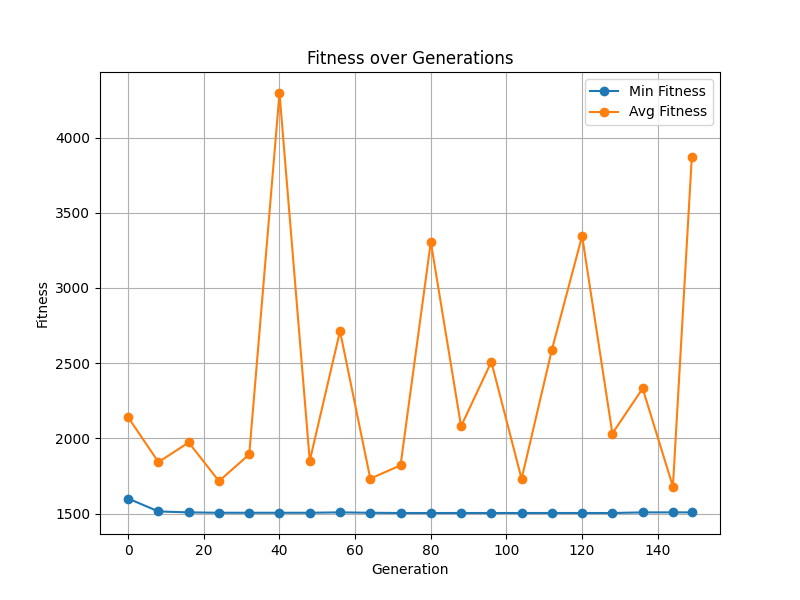 Fitness over Generations
Min Fitness
Avg Fitness
4000
3500
3000
2500
2000
1500
Fitness
0 20 40 60 80 100 120 140
Generation